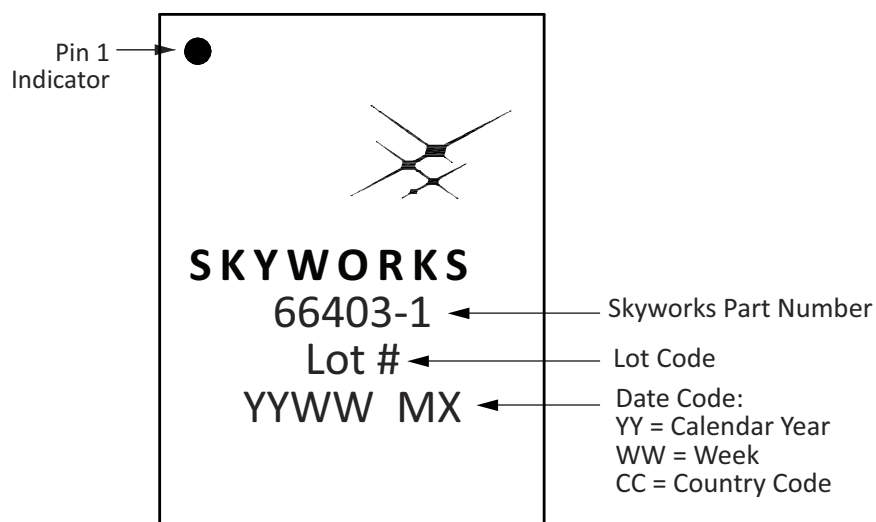 Pin 1
Indicator
SKYWORKS
66403-1
Skyworks Part Number
Lot #
Lot Code
YYWW MX
Date Code:
YY = Calendar Year
WW = Week
CC = Country Code